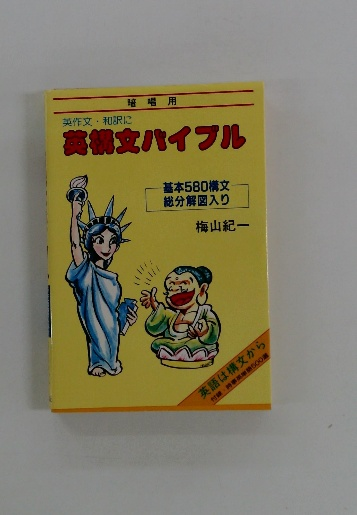 暗唱用
英作文・和訳に
英構文バイブル
基本580構文
総分解図入り
梅山紀一
英語は構文から